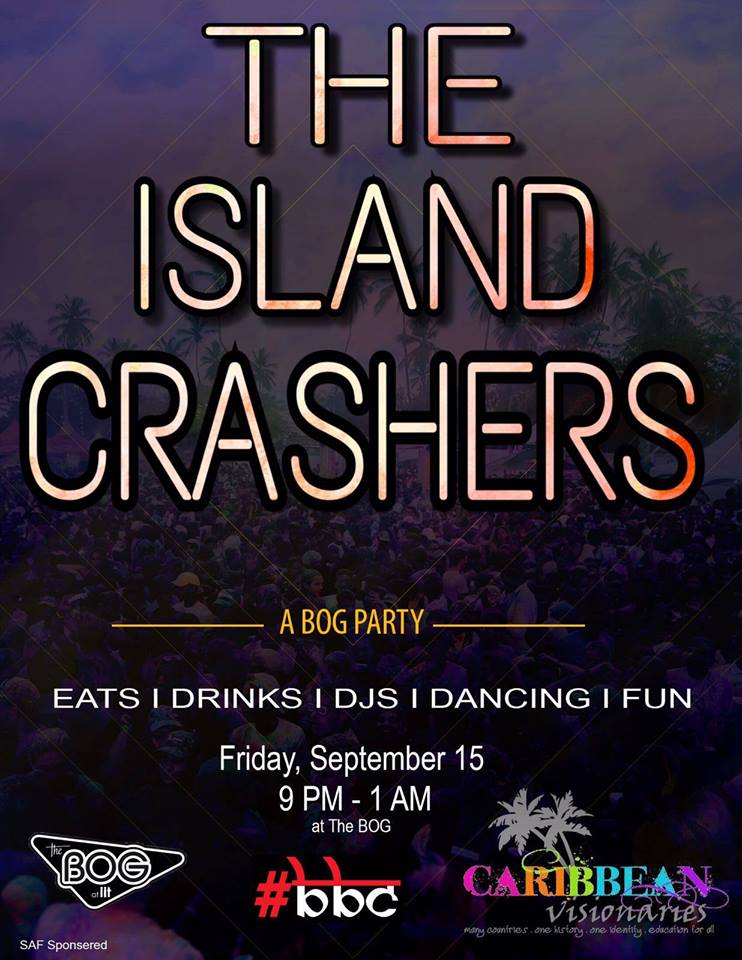 THE
ISLAND
CRASHERS
A BOG PARTY
EATS I DRINKS I DJS I DANCING I FUN
Friday, September 15
9 PM - 1 AM
at The BOG
the
BOG
at IIT
#bbc
CARIBBEAN
visionaries
many countries . one history . one identity . education for all
SAF Sponsered